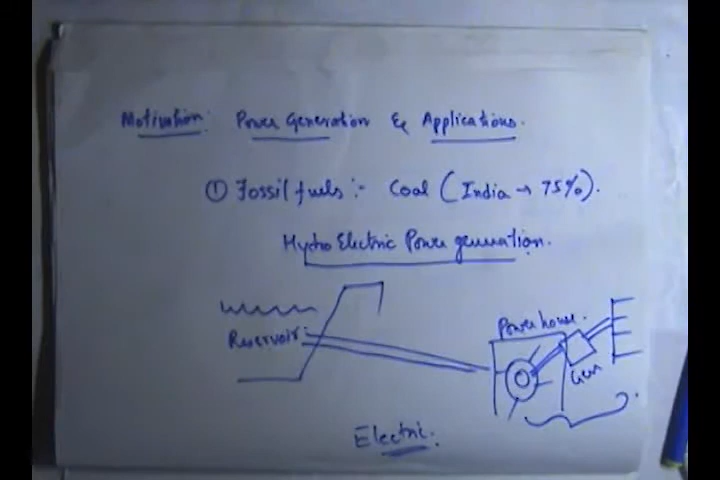 Motivation: Power Generation & Applications.
① Fossil fuels :- Coal (India → 75%).
Hydro Electric Power generation.
Reservoir:
Power house.
Gen
Electric.